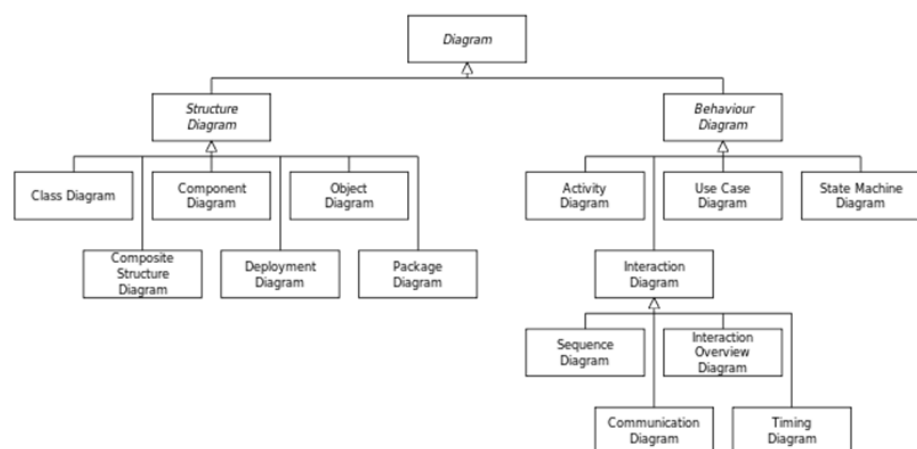 Diagram
Structure
Diagram
Behaviour
Diagram
Class Diagram
Component
Diagram
Object
Diagram
Activity
Diagram
Use Case
Diagram
State Machine
Diagram
Composite
Structure
Diagram
Deployment
Diagram
Package
Diagram
Interaction
Diagram
Sequence
Diagram
Interaction
Overview
Diagram
Communication
Diagram
Timing
Diagram